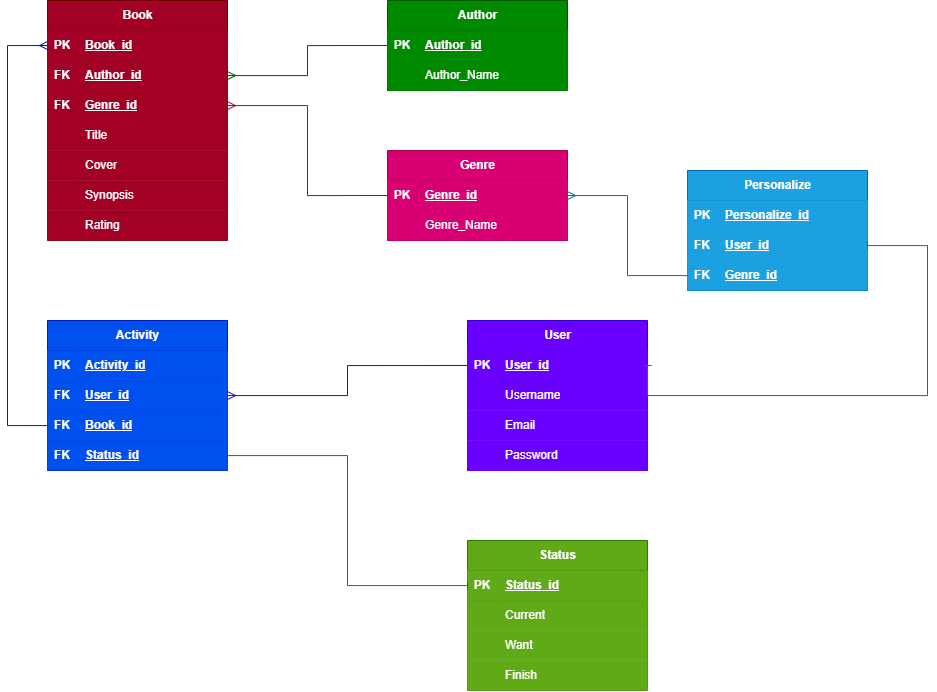 Book
PK Book_id
FK Author_id
FK Genre_id
Title
Cover
Synopsis
Rating
Author
PK Author_id
Author_Name
Genre
PK Genre_id
Genre_Name
Personalize
PK Personalize_id
FK User_id
FK Genre_id
Activity
PK Activity_id
FK User_id
FK Book_id
FK Status_id
User
PK User_id
Username
Email
Password
Status
PK Status_id
Current
Want
Finish